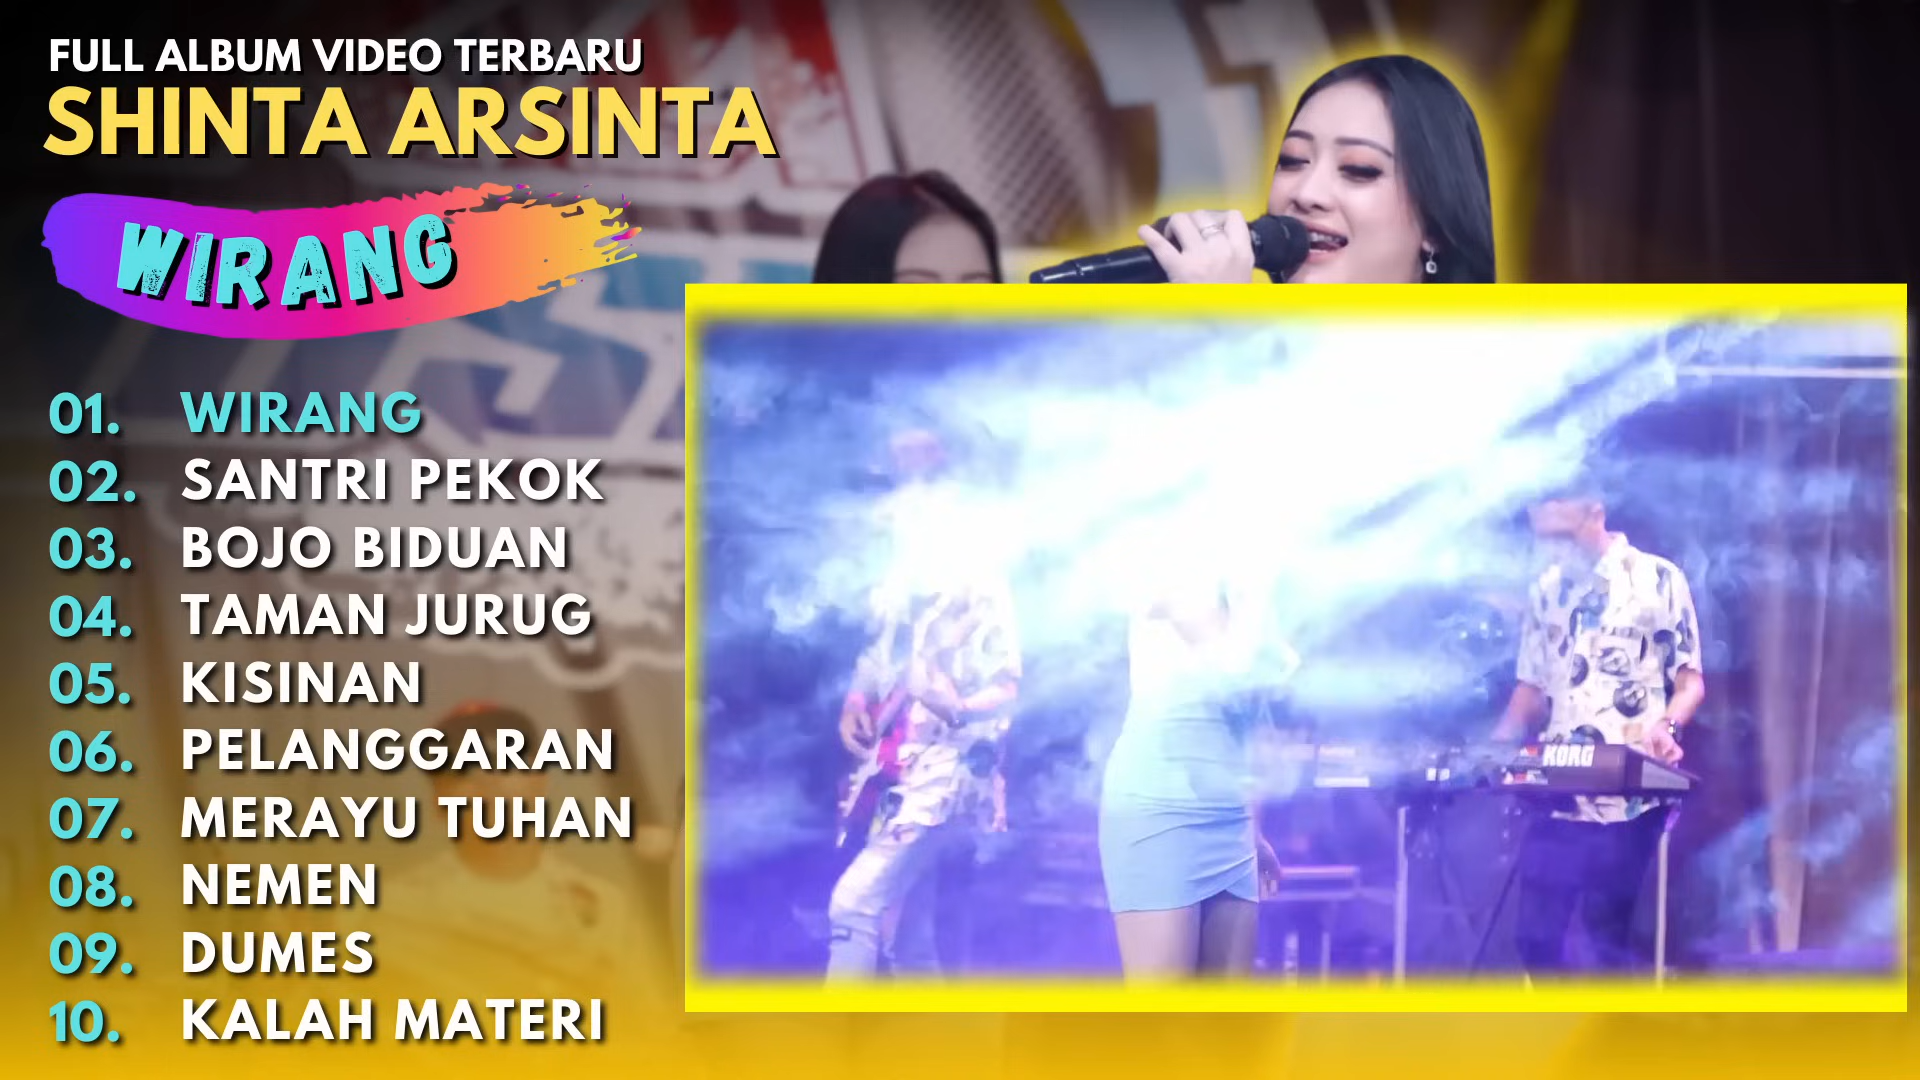 FULL ALBUM VIDEO TERBARU
SHINTA ARSINTA
WIRANG
01. WIRANG
02. SANTRI PEKOK
03. BOJO BIDUAN
04. TAMAN JURUG
05. KISINAN
06. PELANGGARAN
07. MERAYU TUHAN
08. NEMEN
09. DUMES
10. KALAH MATERI
KORG